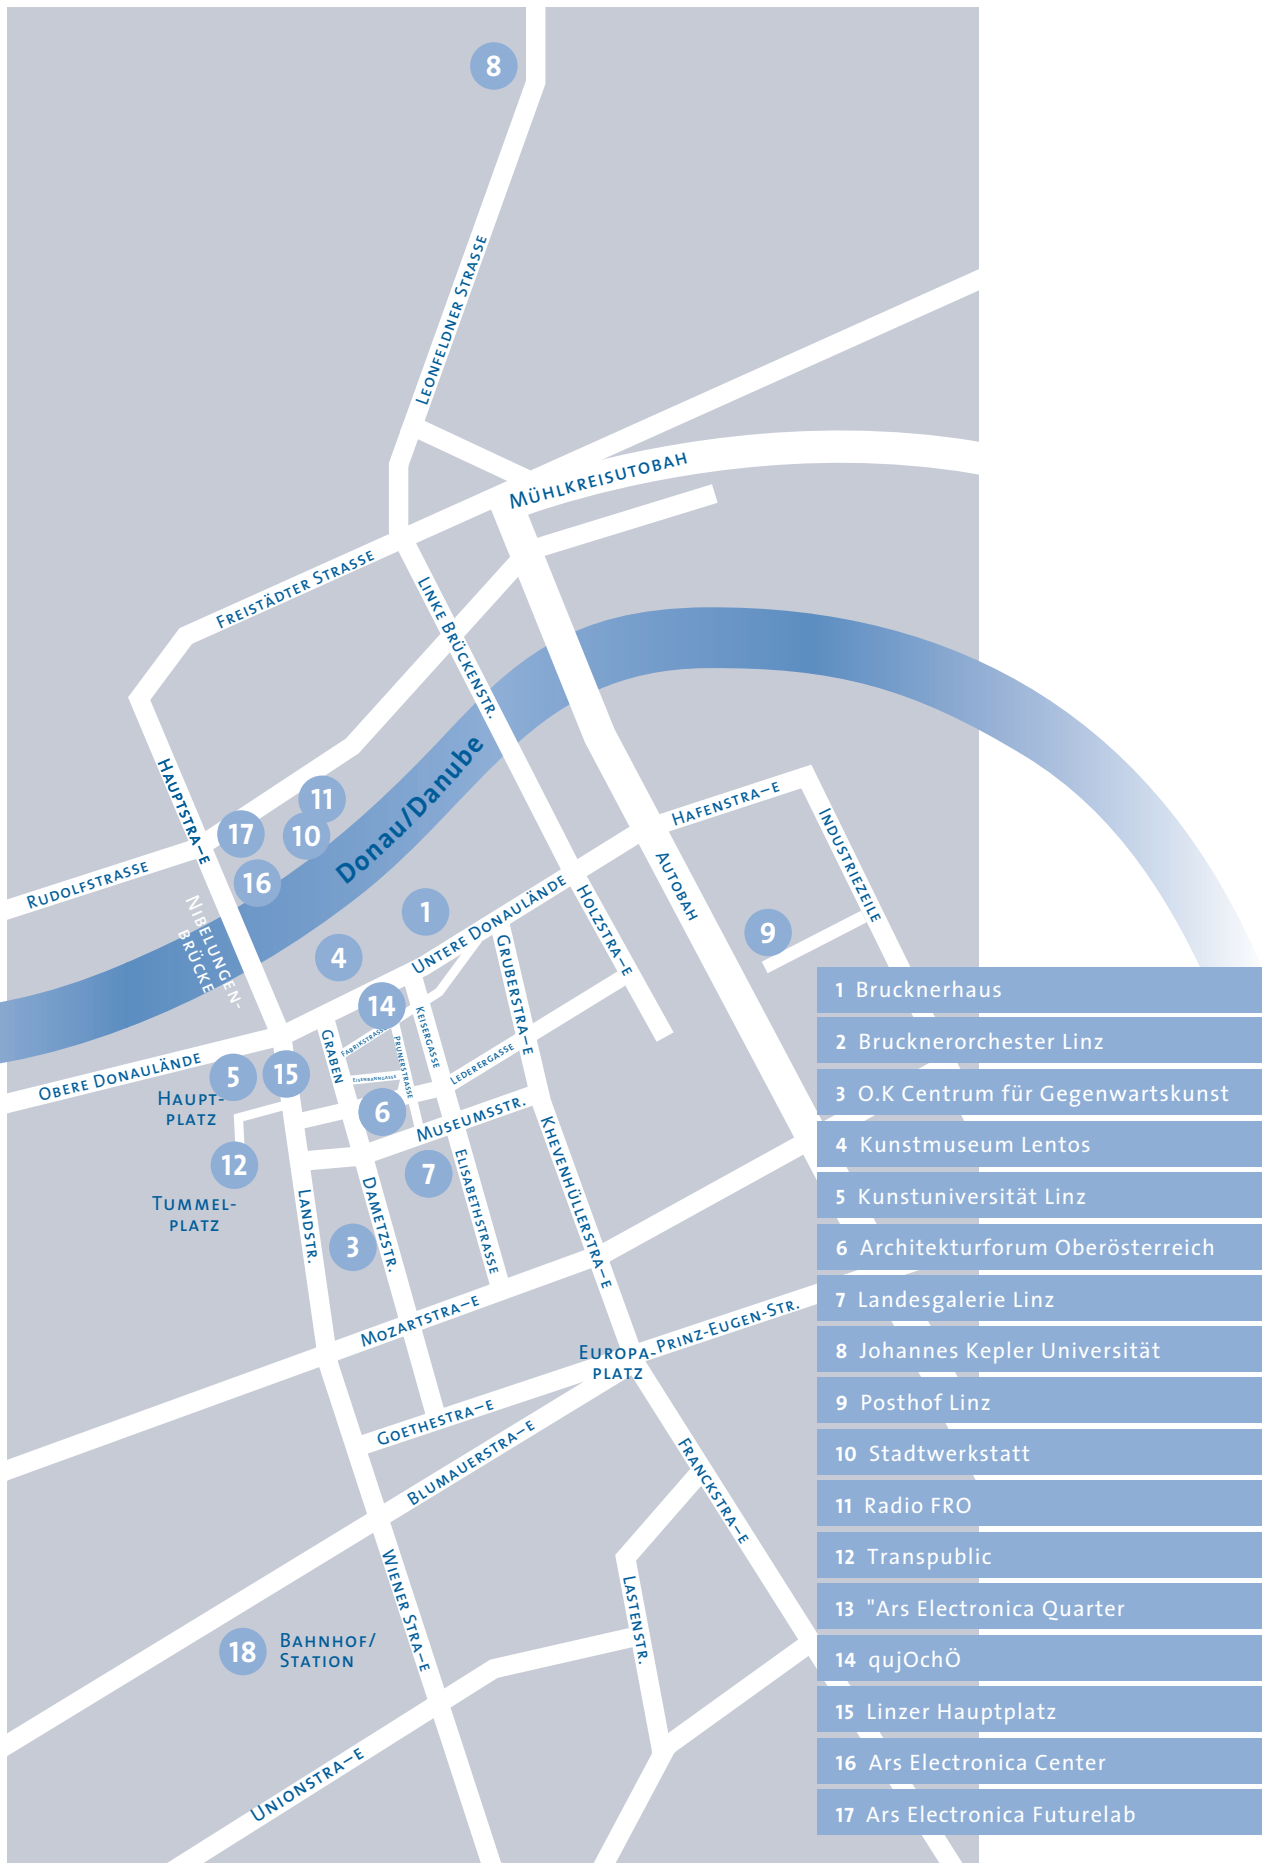 8
LEONFELDNER STRASSE
MÜHLKREISUTOBAH
FREISTÄDTER STRASSE
LINKE BRÜCKENSTR.
Donau/Danube
HAUPTSTRA–E
11
17
10
16
RUDOLFSTRASSE
NIBELUNGEN-
BRÜCKE
HAFENSTRA–E
INDUSTRIEZEILE
AUTOBAH
HOLZSTRA–E
1
UNTERE DONAULÄNDE
GRUBERSTRA–E
9
4
14
KEISERGASSE
GRABEN
FABRIKSTRASSE
PRUNERSTRASSE
EISENBAHNGASSE
LEDERERGASSE
OBERE DONAULÄNDE
5
15
HAUPT-
PLATZ
6
MUSEUMSSTR.
12
7
TUMMEL-
PLATZ
LANDSTR.
DAMETZSTR.
ELISABETHSTRASSE
KHEVENHÜLLERSTRA–E
3
MOZARTSTRA–E
EUROPA-
PLATZ
PRINZ-EUGEN-STR.
GOETHESTRA–E
BLUMAUERSTRA–E
FRANCKSTRA–E
WIENER STRA–E
LASTENSTR.
18
BAHNHOF/
STATION
UNIONSTRA–E
1 Brucknerhaus
2 Brucknerorchester Linz
3 O.K Centrum für Gegenwartskunst
4 Kunstmuseum Lentos
5 Kunstuniversität Linz
6 Architekturforum Oberösterreich
7 Landesgalerie Linz
8 Johannes Kepler Universität
9 Posthof Linz
10 Stadtwerkstatt
11 Radio FRO
12 Transpublic
13 "Ars Electronica Quarter
14 qujOchÖ
15 Linzer Hauptplatz
16 Ars Electronica Center
17 Ars Electronica Futurelab